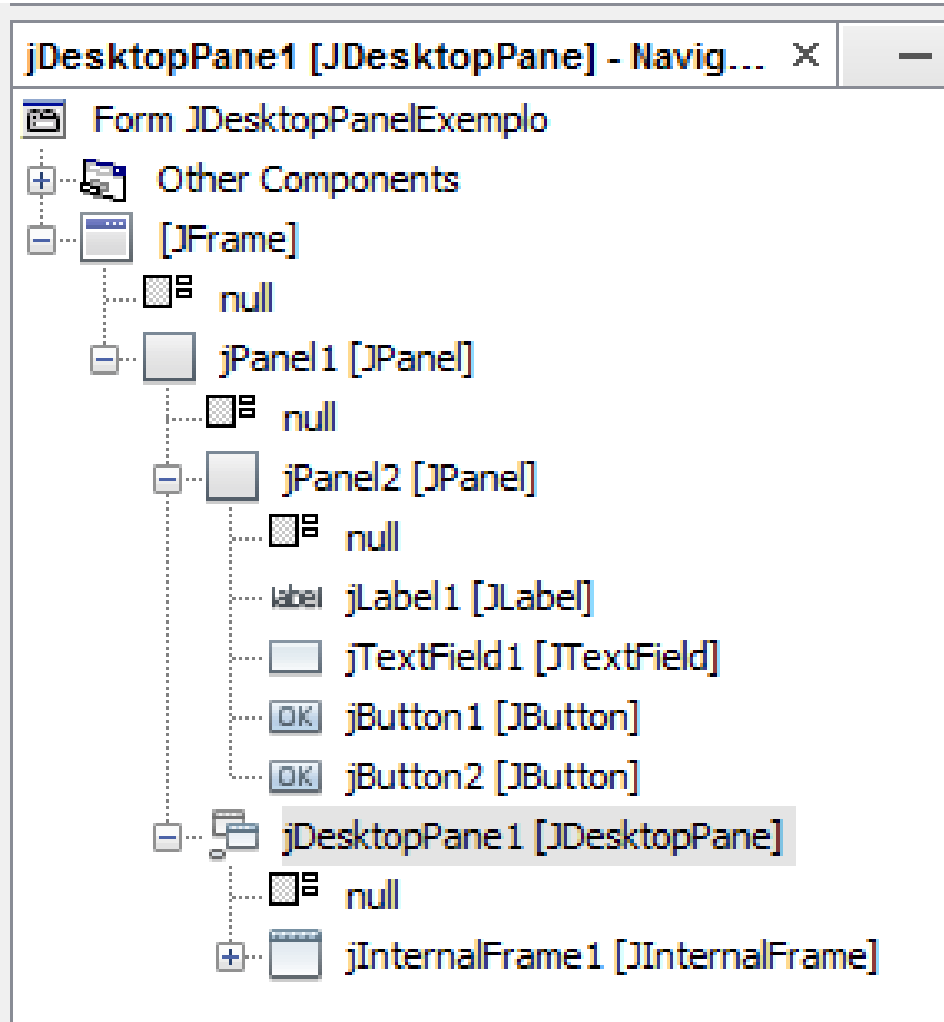 jDesktopPane1 [JDesktopPane] - Navig...
Form JDesktopPanelExemplo
Other Components
[JFrame]
null
jPanel1 [JPanel]
null
jPanel2 [JPanel]
null
label jLabel1 [JLabel]
jTextField1 [JTextField]
OK jButton1 [JButton]
OK jButton2 [JButton]
jDesktopPane1 [JDesktopPane]
null
jInternalFrame1 [JInternalFrame]